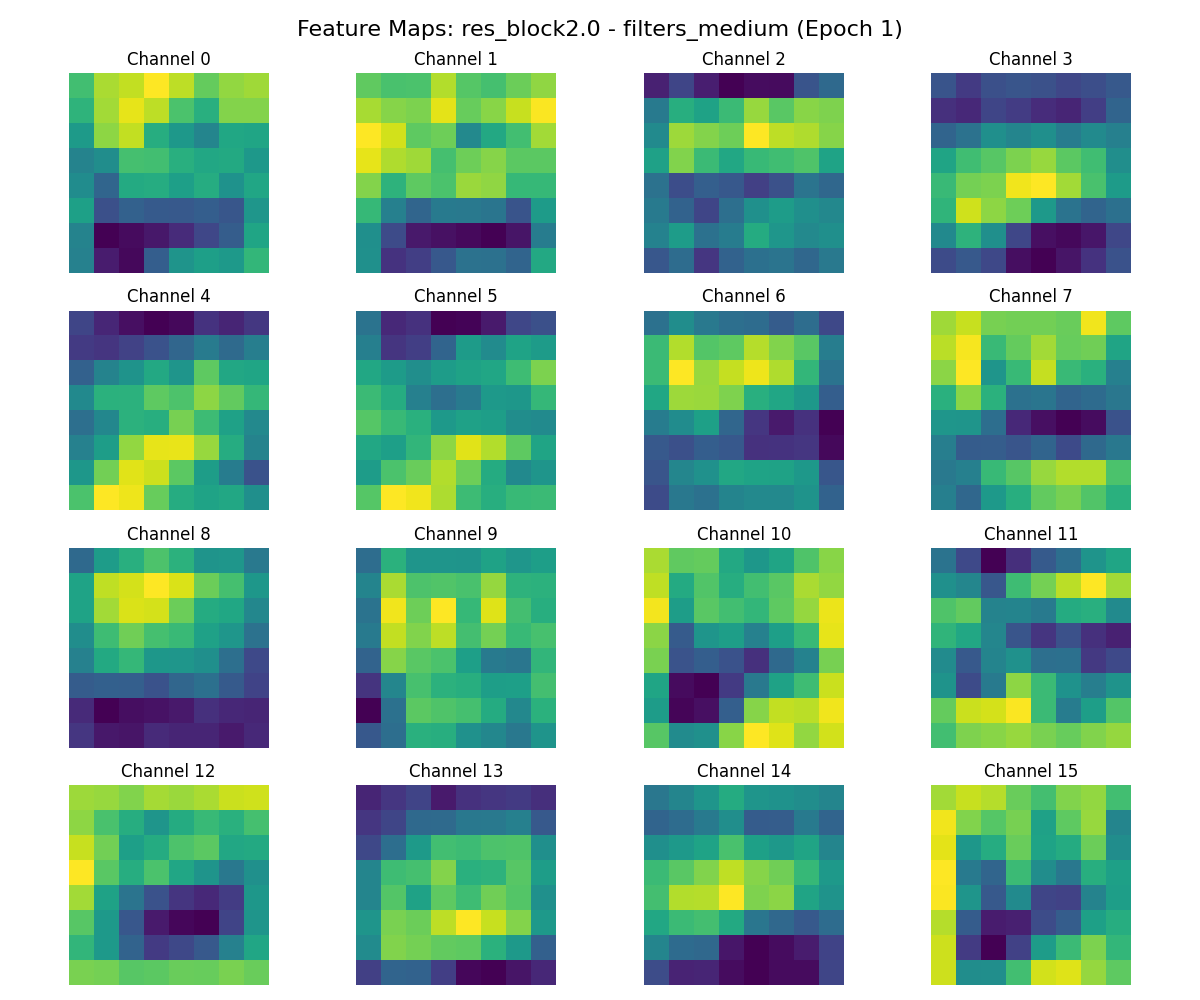 Feature Maps: res_block2.0 - filters_medium (Epoch 1)
Channel 0
Channel 1
Channel 2
Channel 3
Channel 4
Channel 5
Channel 6
Channel 7
Channel 8
Channel 9
Channel 10
Channel 11
Channel 12
Channel 13
Channel 14
Channel 15